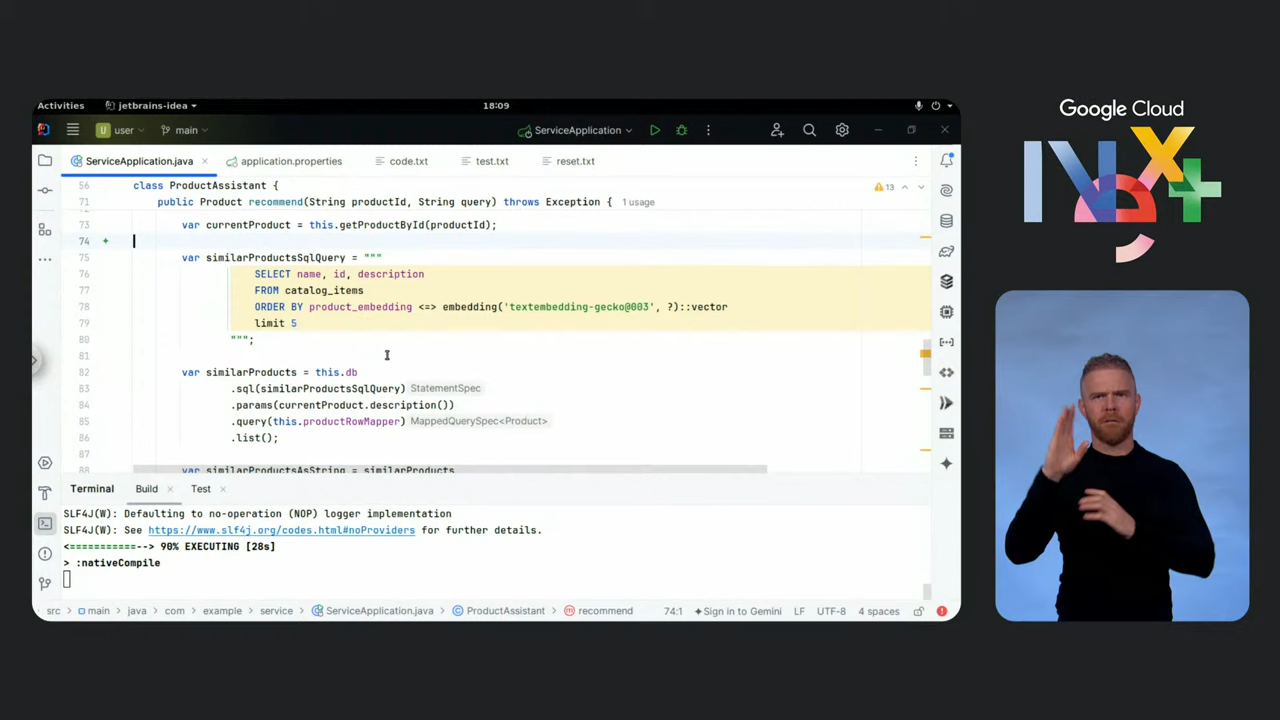 Activities
jetbrains-idea
18:09
U user
main
ServiceApplication
ServiceApplication.java
application.properties
code.txt
test.txt
reset.txt
56 class ProductAssistant {
13
71 public Product recommend(String productId, String query) throws Exception { 1 usage
73 var currentProduct = this.getProductById(productId);
74
75 var similarProductsSqlQuery = """
76 SELECT name, id, description
77 FROM catalog_items
78 ORDER BY product_embedding <=> embedding('textembedding-gecko@003', ?)::vector
79 limit 5
80 """;
81
82 var similarProducts = this.db
83 .sql(similarProductsSqlQuery) StatementSpec
84 .params(currentProduct.description())
85 .query(this.productRowMapper) MappedQuerySpec<Product>
86 .list();
87
88 var similarProductsAsString = similarProducts
Terminal
Build
Test
SLF4J(W): Defaulting to no-operation (NOP) logger implementation
SLF4J(W): See https://www.slf4j.org/codes.html#noProviders for further details.
<===========--> 90% EXECUTING [28s]
> :nativeCompile
src
main
java
com
example
service
ServiceApplication.java
ProductAssistant
recommend
74:1
Sign in to Gemini
LF
UTF-8
4 spaces
Google Cloud
Next